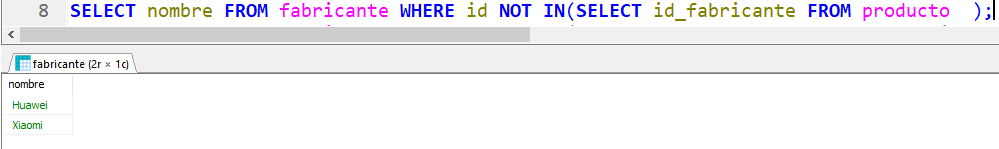 8 SELECT nombre FROM fabricante WHERE id NOT IN(SELECT id_fabricante FROM producto );
fabricante (2r × 1c)
nombre
Huawei
Xiaomi